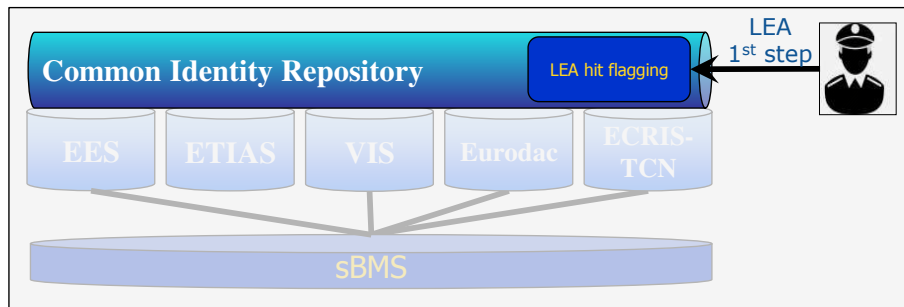 LEA
1st step
Common Identity Repository
LEA hit flagging
EES
ETIAS
VIS
Eurodac
ECRIS-
TCN
sBMS